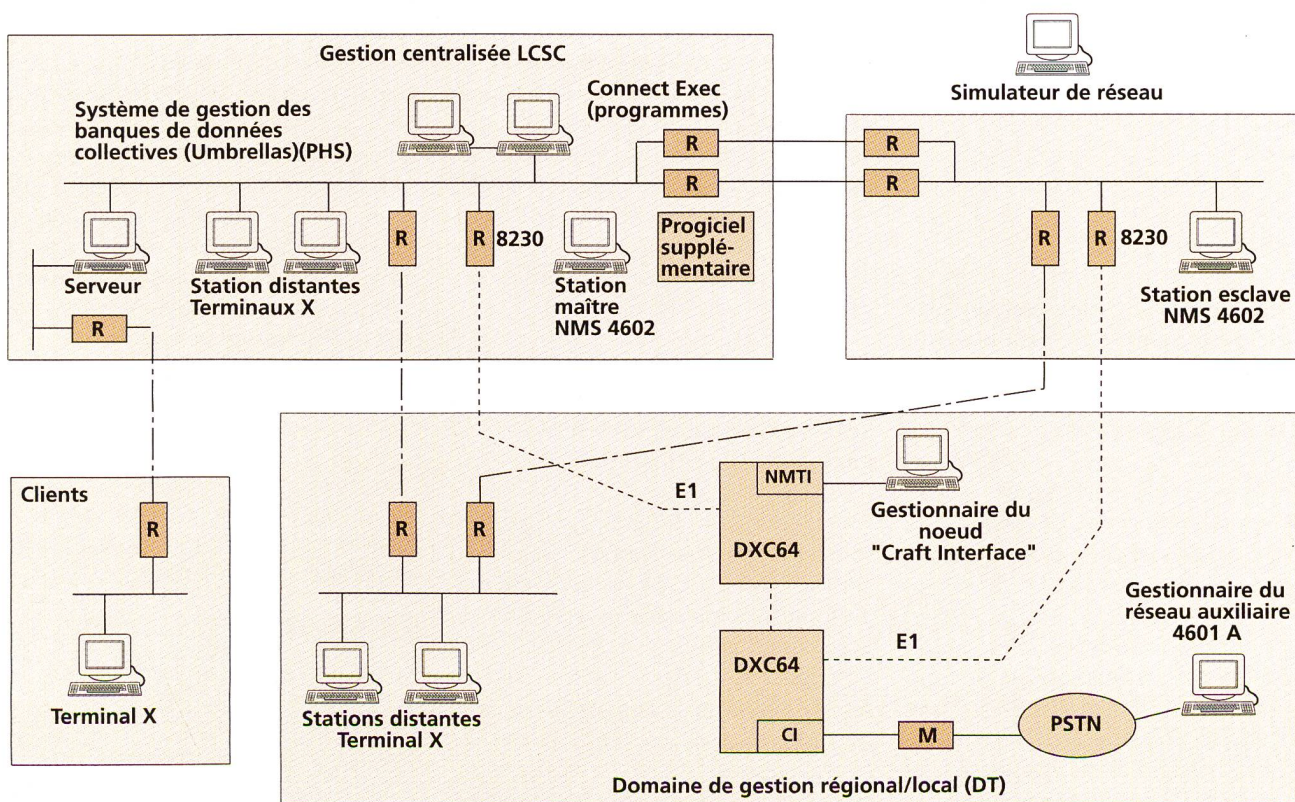 Gestion centralisée LCSC
Simulateur de réseau
Système de gestion des
banques de données
collectives (Umbrellas)(PHS)
Connect Exec
(programmes)
R
R
R
R
R
R
8230
Progiciel
supplé-
mentaire
R
R
8230
Serveur
Station distantes
Terminaux X
Station
maître
NMS 4602
Station esclave
NMS 4602
R
Clients
R
Terminal X
R
R
E1
NMTI
DXC64
Gestionnaire du
noeud
"Craft Interface"
Gestionnaire du
réseau auxiliaire
4601 A
DXC64
E1
Stations distantes
Terminal X
CI
M
PSTN
Domaine de gestion régional/local (DT)